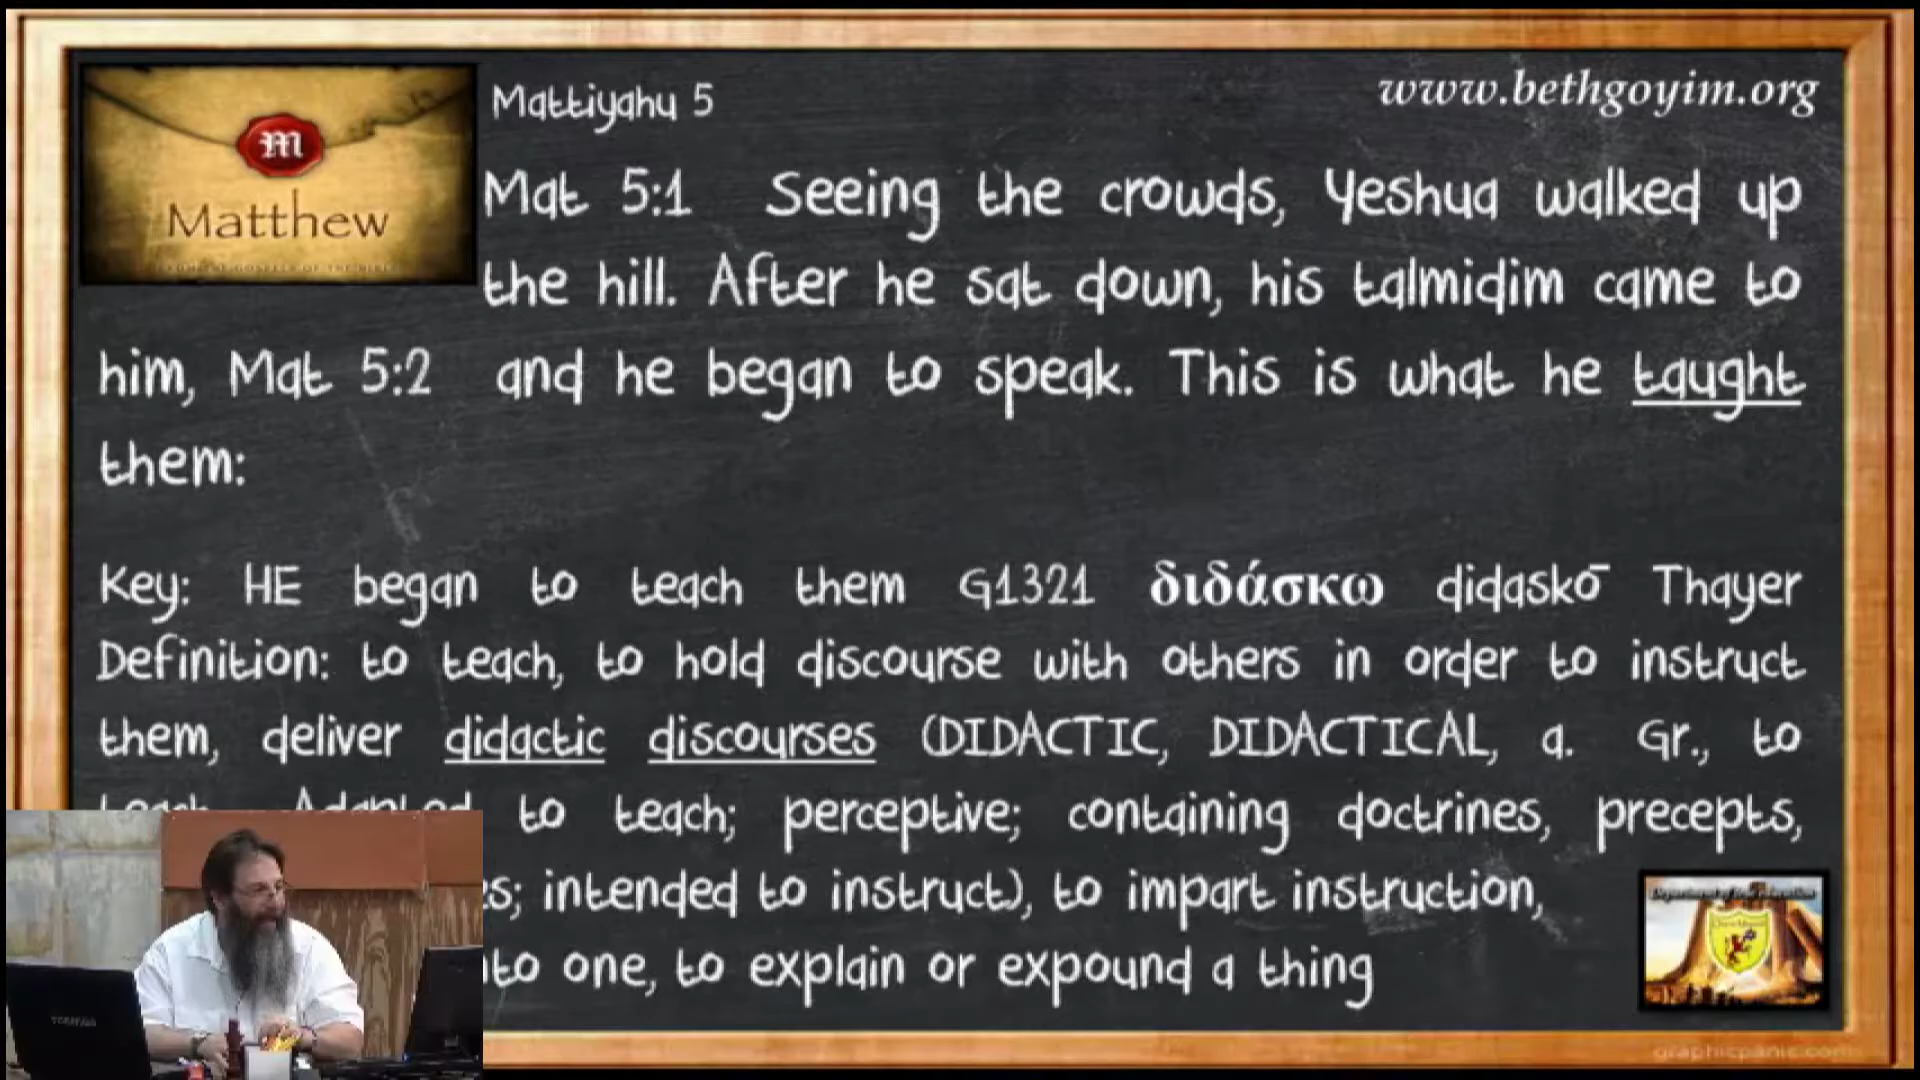 Mattiyahu 5
www.bethgoyim.org
M
Matthew
Mat 5:1 Seeing the crowds, Yeshua walked up
the hill. After he sat down, his talmidim came to
him, Mat 5:2 and he began to speak. This is what he taught
them:
Key: HE began to teach them G1321 διδάσκω didaskō Thayer
Definition: to teach, to hold discourse with others in order to instruct
them, deliver didactic discourses (DIDACTIC, DIDACTICAL, a. Gr., to
to teach; perceptive; containing doctrines, precepts,
intended to instruct), to impart instruction,
to one, to explain or expound a thing
TOSHIBA
graphicpanic.com